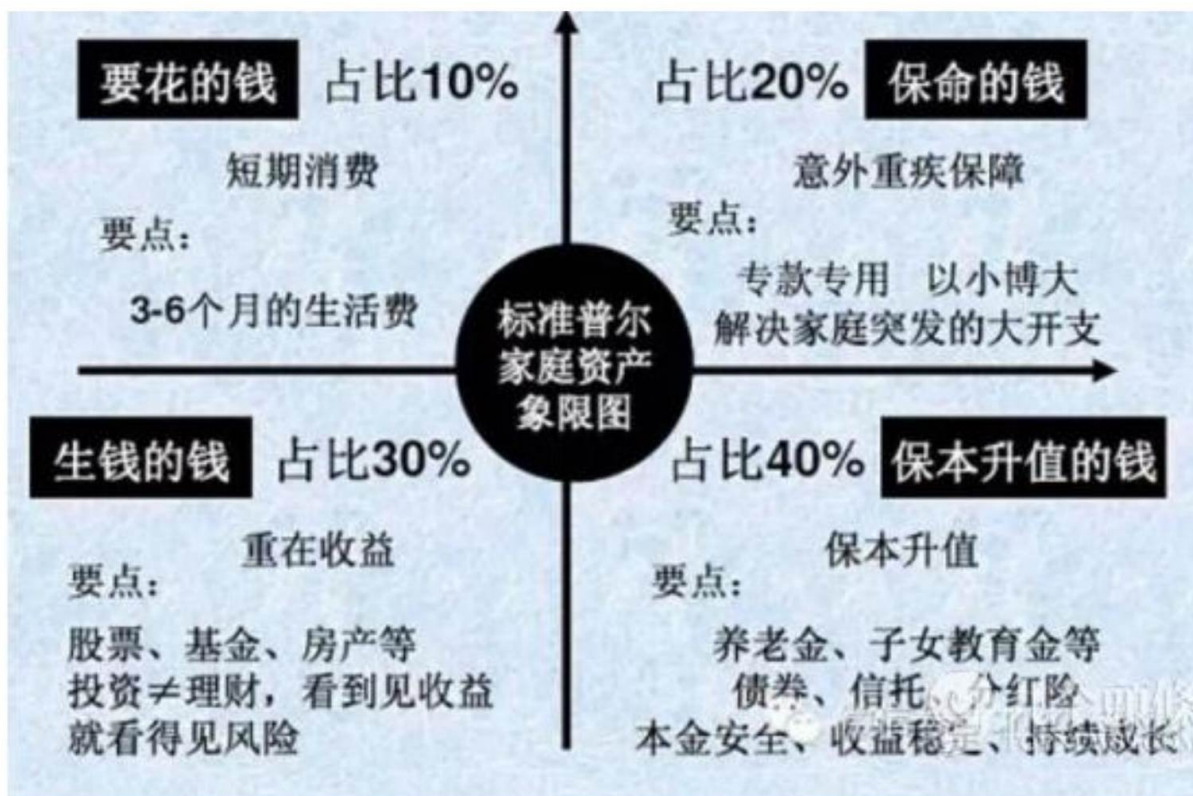 要花的钱 占比10%
短期消费
要点：
3-6个月的生活费
占比20% 保命的钱
意外重疾保障
要点：
专款专用 以小博大
解决家庭突发的大开支
标准普尔
家庭资产
象限图
生钱的钱 占比30%
重在收益
要点：
股票、基金、房产等
投资≠理财，看到见收益
就看得见风险
占比40% 保本升值的钱
保本升值
要点：
养老金、子女教育金等
债券、信托、分红险
本金安全、收益稳定、持续成长